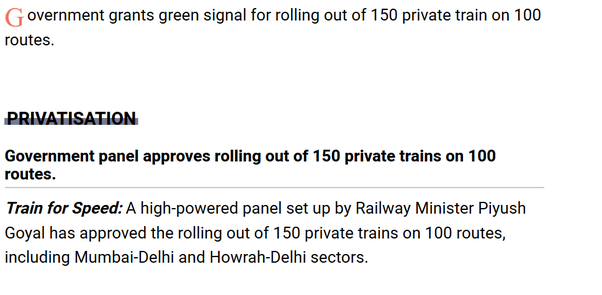 Government grants green signal for rolling out of 150 private train on 100
routes.
PRIVATISATION
Government panel approves rolling out of 150 private trains on 100
routes.
Train for Speed: A high-powered panel set up by Railway Minister Piyush
Goyal has approved the rolling out of 150 private trains on 100 routes,
including Mumbai-Delhi and Howrah-Delhi sectors.